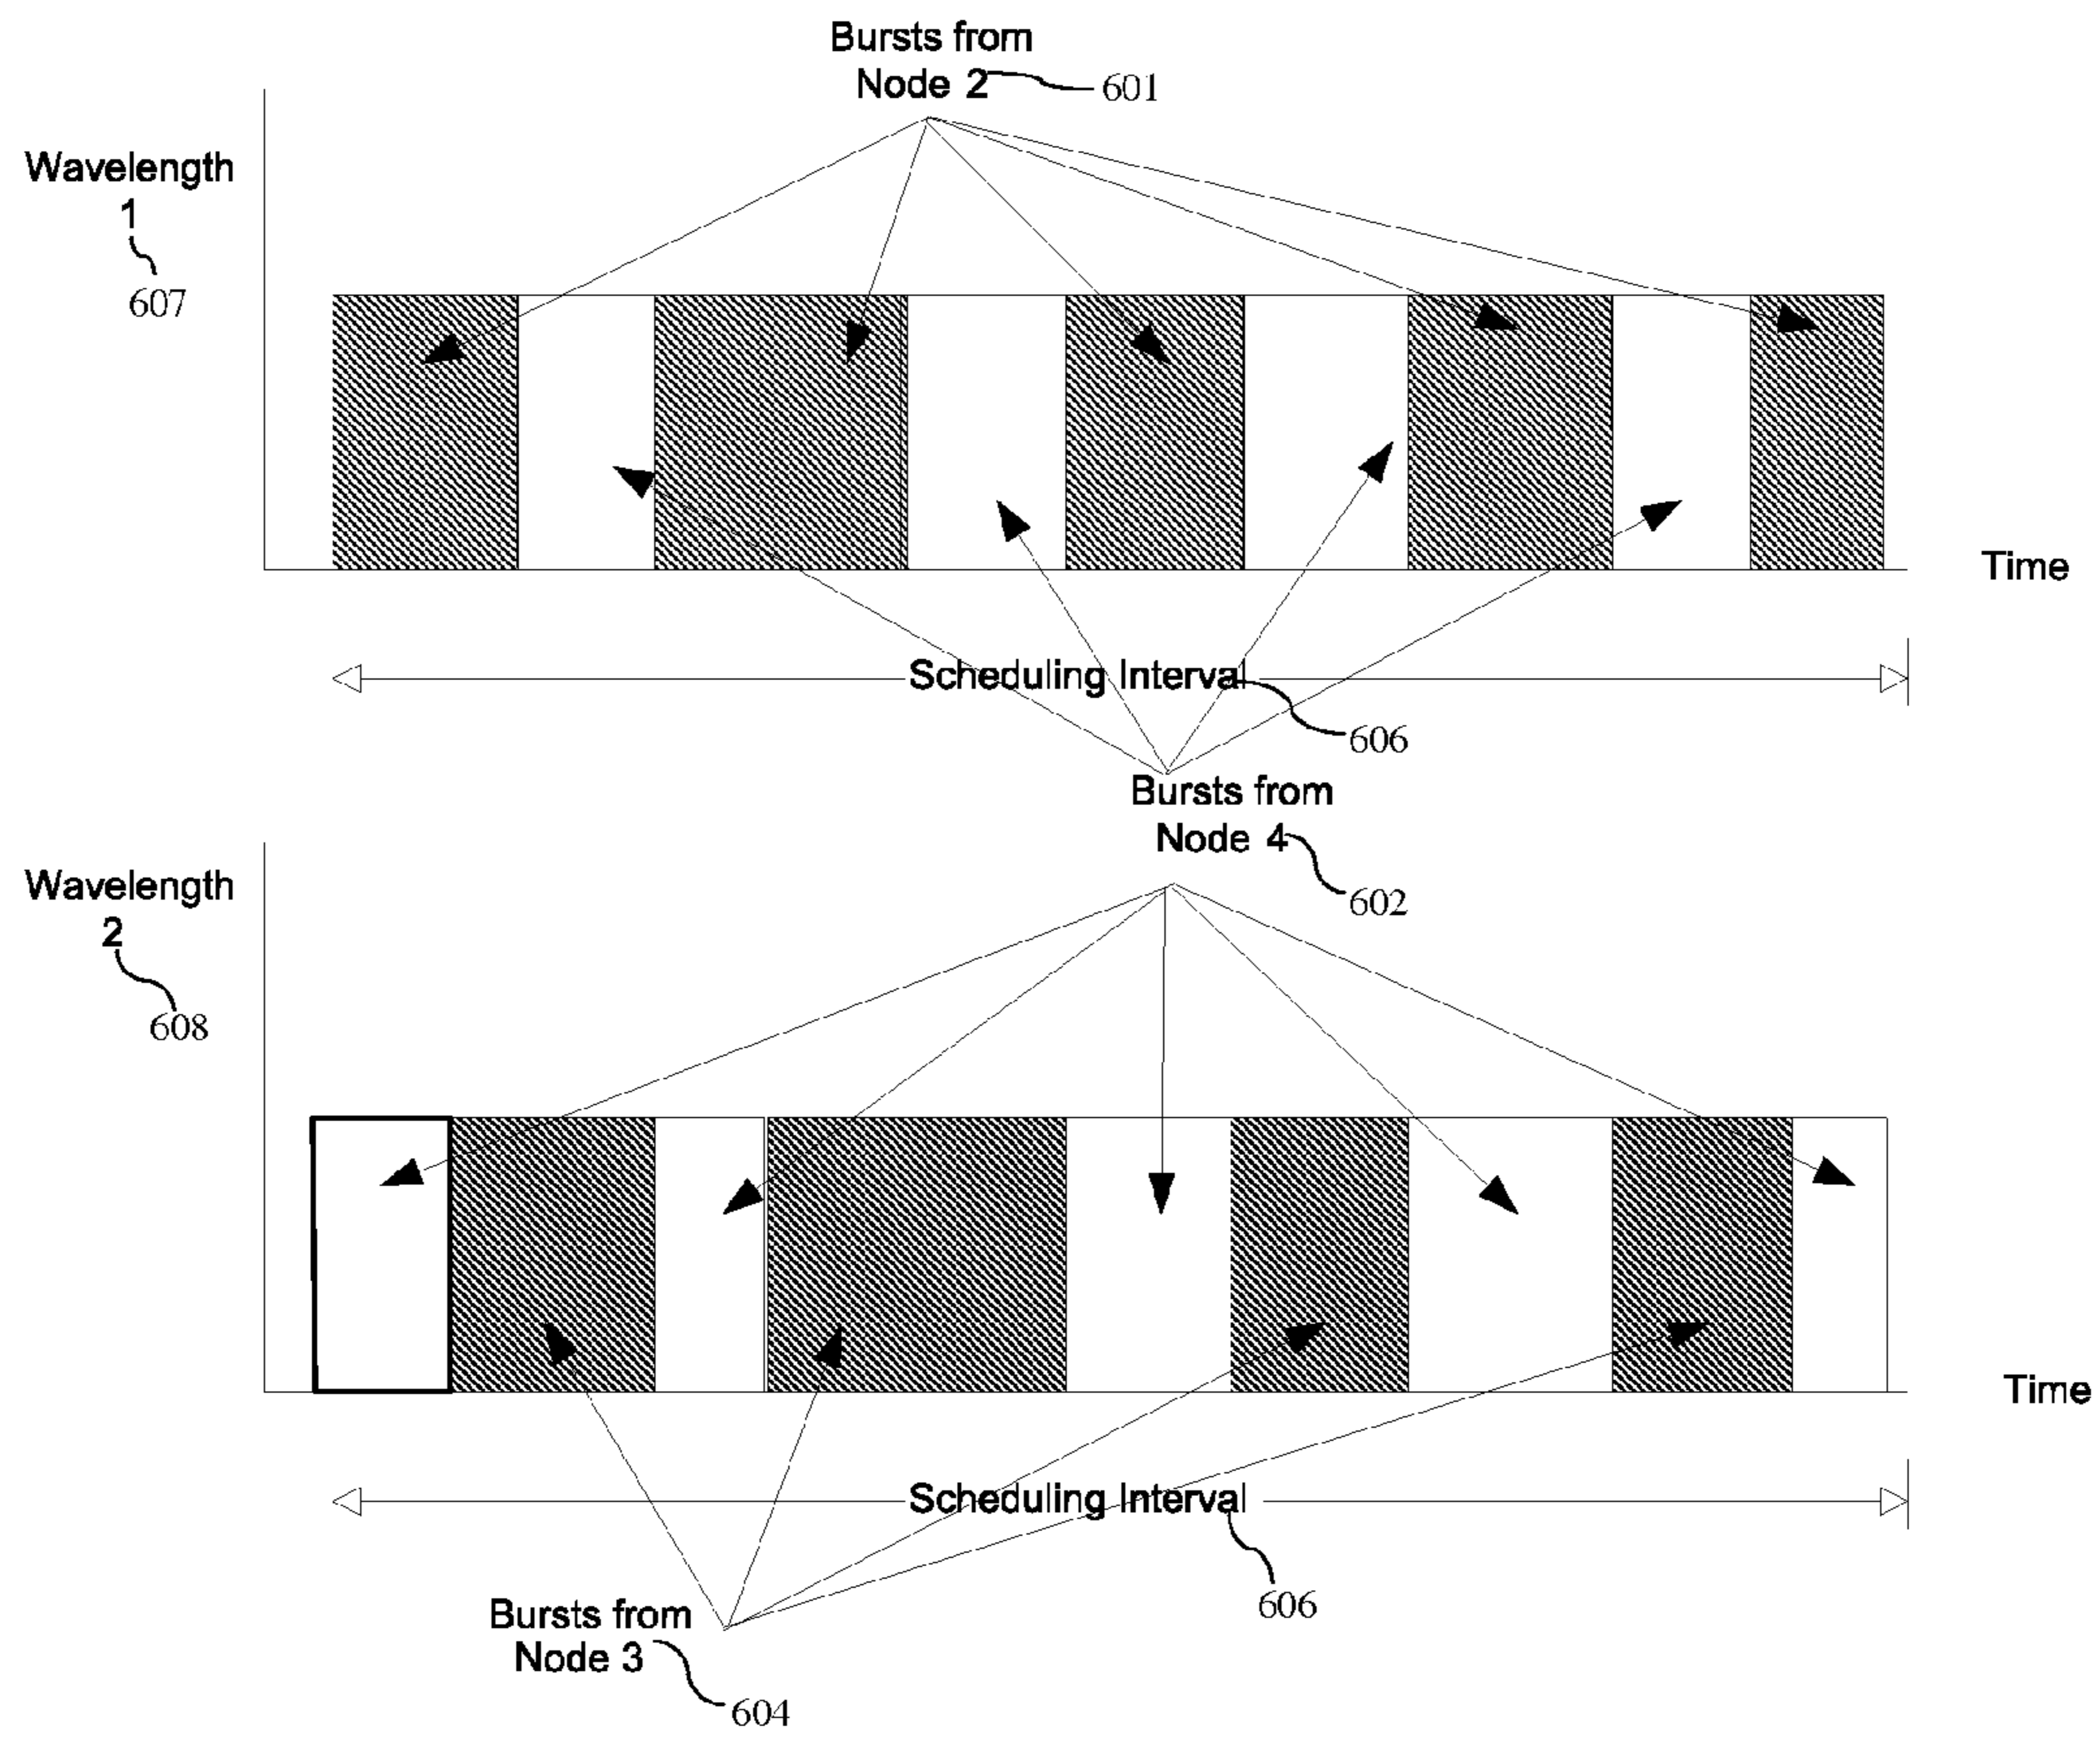 Bursts from
Node 2
601
Wavelength
1
607
Time
Scheduling Interval
606
Bursts from
Node 4
602
Wavelength
2
608
Time
Scheduling Interval
606
Bursts from
Node 3
604